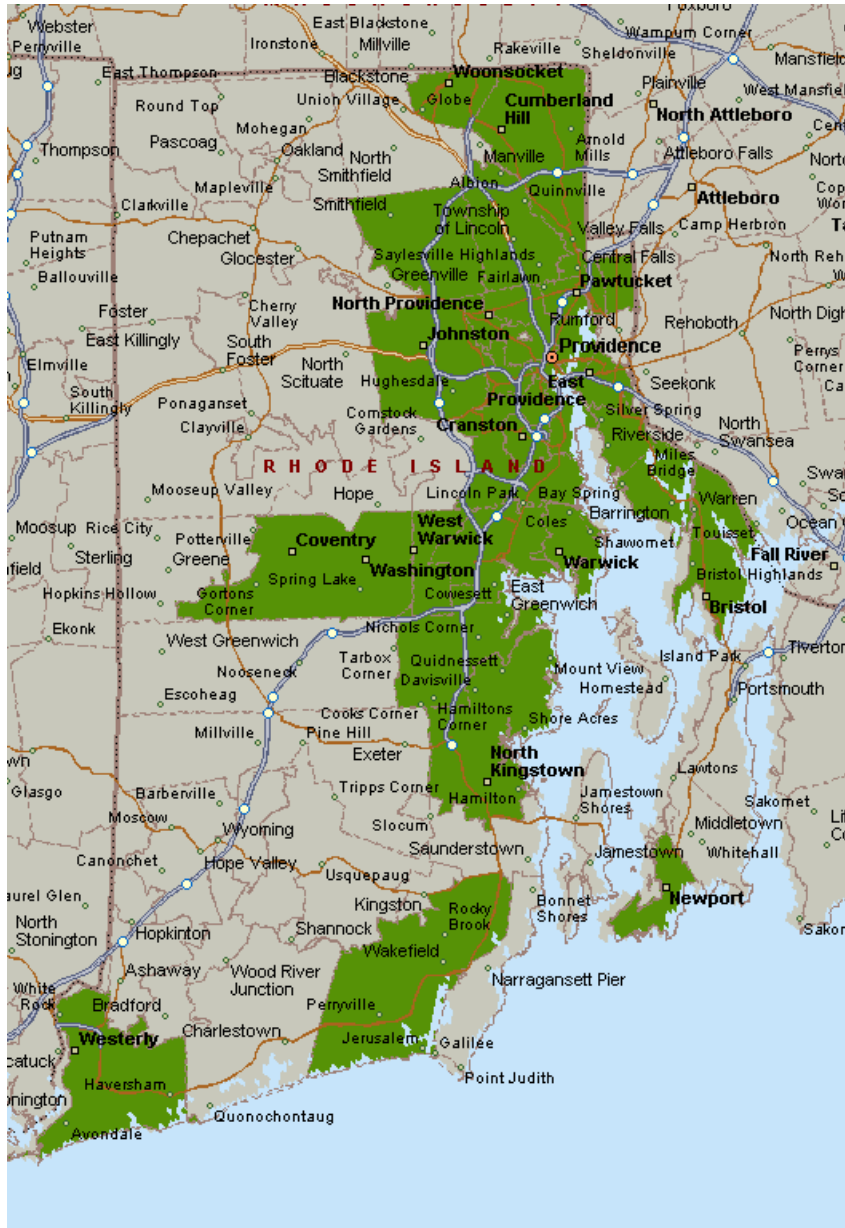 Webster
East Blackstone
Foxboro
Wampum Corner
Perryville
Ironstone
Millville
Rakeville
Sheldonville
Mansfield
East Thompson
Blackstone
Woonsocket
Plainville
West Mansfield
Round Top
Union Village
Globe
Cumberland
Hill
North Attleboro
Mohegan
Arnold
Mills
Thompson
Pascoag
Oakland
North
Smithfield
Manville
Attleboro Falls
Mapleville
Albion
Quinnville
Attleboro
Clarkville
Smithfield
Township
of Lincoln
Valley Falls
Camp Herbron
Putnam
Heights
Chepachet
Glocester
Saylesville Highlands
Central Falls
Ballouville
Greenville
Fairlawn
Pawtucket
Foster
Cherry
Valley
North Providence
Rumford
Rehoboth
East Killingly
South
Foster
Johnston
Providence
Elmville
North
Scituate
Hughesdale
East
Providence
Seekonk
South
Killingly
Ponaganset
Comstock
Gardens
Silver Spring
Clayville
Cranston
Riverside
North
Swansea
RHODE ISLAND
Miles
Bridge
Mooseup Valley
Hope
Lincoln Park
Bay Spring
Warren
Moosup
Rice City
Potterville
West
Warwick
Coles
Barrington
Touisset
Sterling
Greene
Coventry
Shawomet
Fall River
Washington
Warwick
Bristol Highlands
Hopkins Hollow
Gortons
Corner
Spring Lake
Cowesett
East
Greenwich
Bristol
Ekonk
West Greenwich
Nichols Corner
Tiverton
Nooseneck
Tarbox
Corner
Quidnessett
Mount View
Island Park
Escoheag
Davisville
Homestead
Portsmouth
Cooks Corner
Hamiltons
Corner
Shore Acres
Millville
Pine Hill
Exeter
North
Kingstown
Lawtons
Glasgo
Barberville
Tripps Corner
Hamilton
Jamestown
Shores
Sakomet
Moscow
Wyoming
Slocum
Middletown
Canonchet
Hope Valley
Saunderstown
Jamestown
Whitehall
Usquepaug
Laurel Glen
Kingston
Rocky
Brook
Bonnet
Shores
Newport
North
Stonington
Hopkinton
Shannock
Wakefield
Ashaway
Wood River
Junction
Narragansett Pier
White
Rock
Bradford
Perryville
Westerly
Charlestown
Jerusalem
Galilee
Haversham
Point Judith
Quonochontaug
Avondale